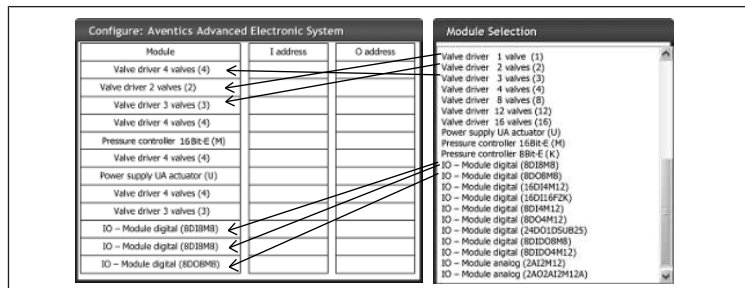 Configure: Aventics Advanced Electronic System
Module I address O address
Valve driver 4 valves (4)
Valve driver 2 valves (2)
Valve driver 3 valves (3)
Valve driver 4 valves (4)
Pressure controller 16Bit-E (M)
Valve driver 4 valves (4)
Power supply UA actuator (U)
Valve driver 4 valves (4)
Valve driver 3 valves (3)
IO – Module digital (8DI8M8)
IO – Module digital (8DI8M8)
IO – Module digital (8DO8M8)
Module Selection
Valve driver 1 valve (1)
Valve driver 2 valves (2)
Valve driver 3 valves (3)
Valve driver 4 valves (4)
Valve driver 8 valves (8)
Valve driver 12 valves (12)
Valve driver 16 valves (16)
Power supply UA actuator (U)
Pressure controller 16Bit-E (M)
Pressure controller 8Bit-E (K)
IO – Module digital (8DI8M8)
IO – Module digital (8DO8M8)
IO – Module digital (16DI4M12)
IO – Module digital (16DI16FZK)
IO – Module digital (8DI4M12)
IO – Module digital (8DO4M12)
IO – Module digital (24DO1DSUB25)
IO – Module digital (8DIDO8M8)
IO – Module digital (8DIDO4M12)
IO – Module analog (2AI2M12)
IO – Module analog (2AO2AI2M12A)